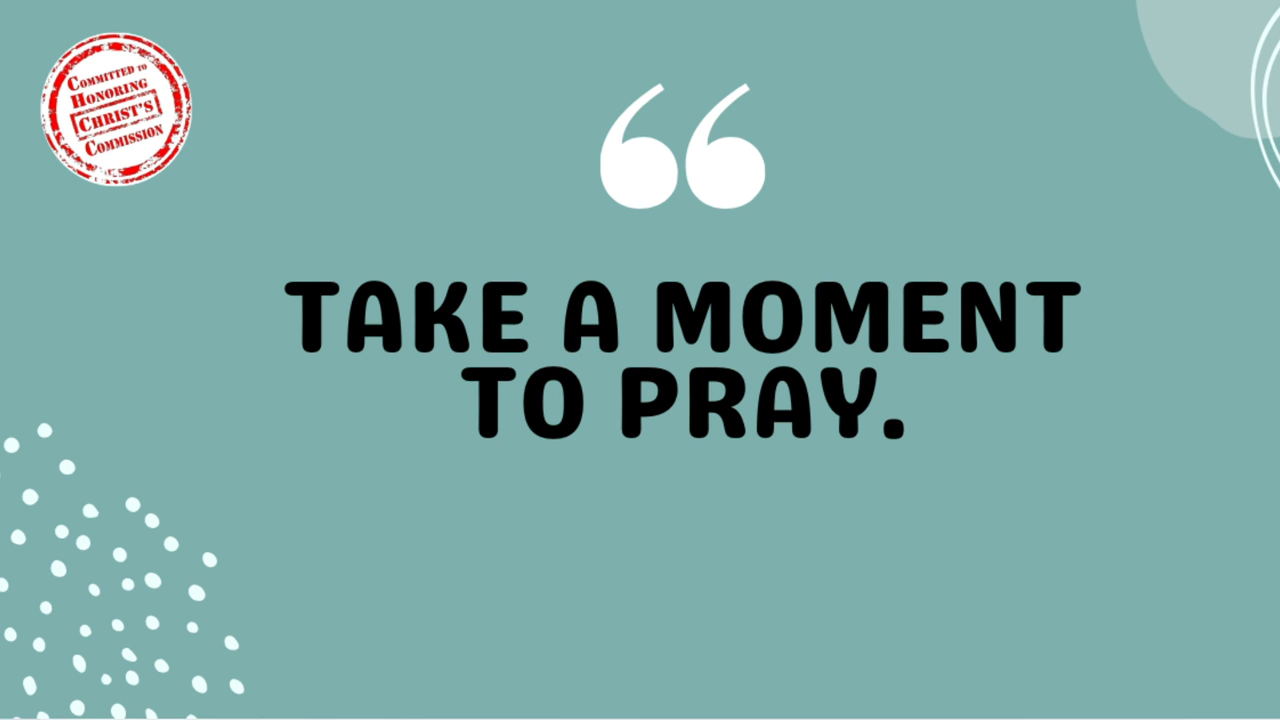 COMMITTED TO
HONORING
CHRIST'S
COMMISSION
“
TAKE A MOMENT
TO PRAY.